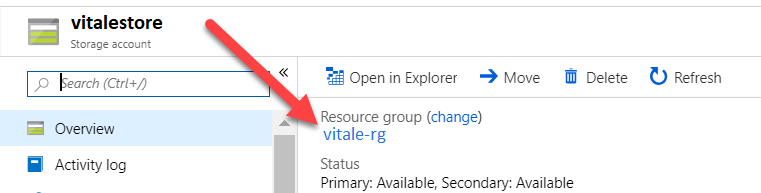 vitalestore
Storage account
Search (Ctrl+/)
«
Open in Explorer
Move
Delete
Refresh
Overview
Activity log
Resource group (change)
vitale-rg
Status
Primary: Available, Secondary: Available